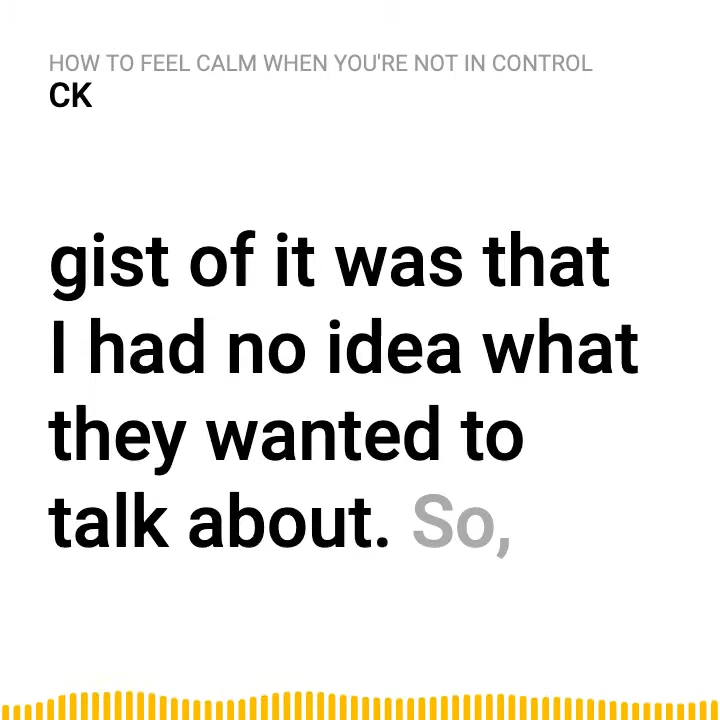 HOW TO FEEL CALM WHEN YOU'RE NOT IN CONTROL
CK
gist of it was that
I had no idea what
they wanted to
talk about. So,